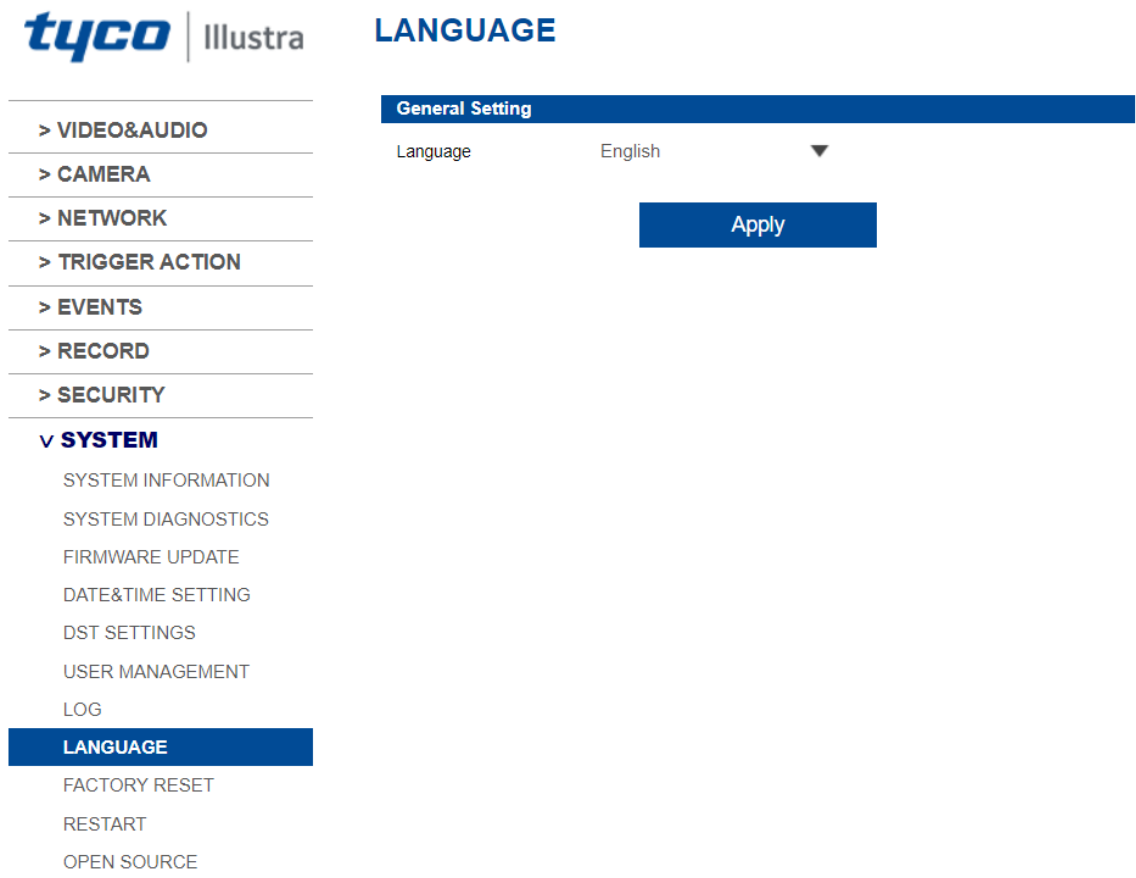 tyco | Illustra
LANGUAGE
> VIDEO&AUDIO
> CAMERA
> NETWORK
> TRIGGER ACTION
> EVENTS
> RECORD
> SECURITY
v SYSTEM
SYSTEM INFORMATION
SYSTEM DIAGNOSTICS
FIRMWARE UPDATE
DATE&TIME SETTING
DST SETTINGS
USER MANAGEMENT
LOG
LANGUAGE
FACTORY RESET
RESTART
OPEN SOURCE
General Setting
Language English
Apply